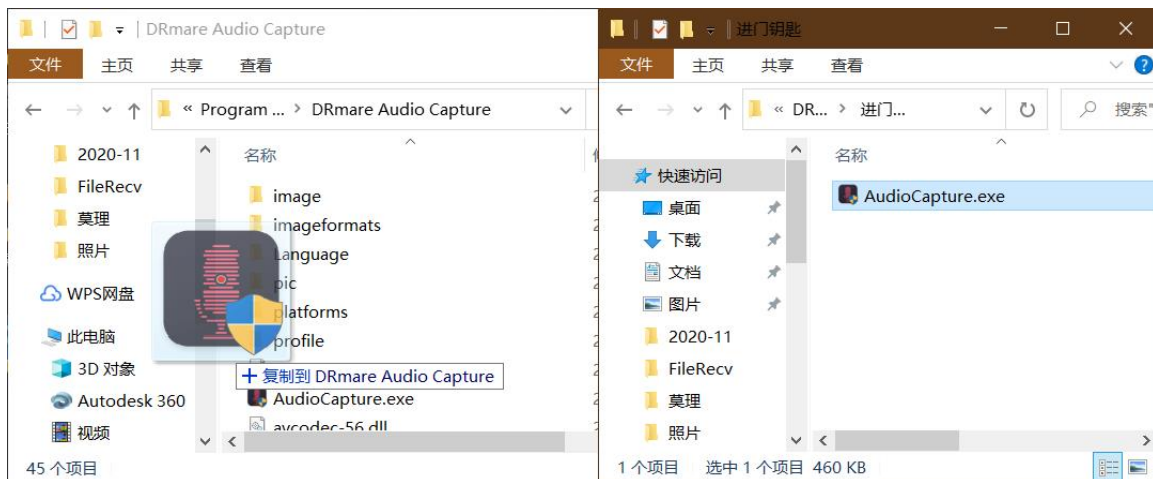 DRmare Audio Capture
文件 主页 共享 查看
« Program ... > DRmare Audio Capture
名称
2020-11
FileRecv
莫理
照片
WPS网盘
此电脑
3D 对象
Autodesk 360
视频
image
imageformats
Language
pic
platforms
profile
+ 复制到 DRmare Audio Capture
AudioCapture.exe
avcodec-56.dll
45 个项目
进门钥匙
文件 主页 共享 查看
« DR... > 进门...
搜索"
名称
快速访问
桌面
下载
文档
图片
2020-11
FileRecv
莫理
照片
AudioCapture.exe
1 个项目 选中 1 个项目 460 KB